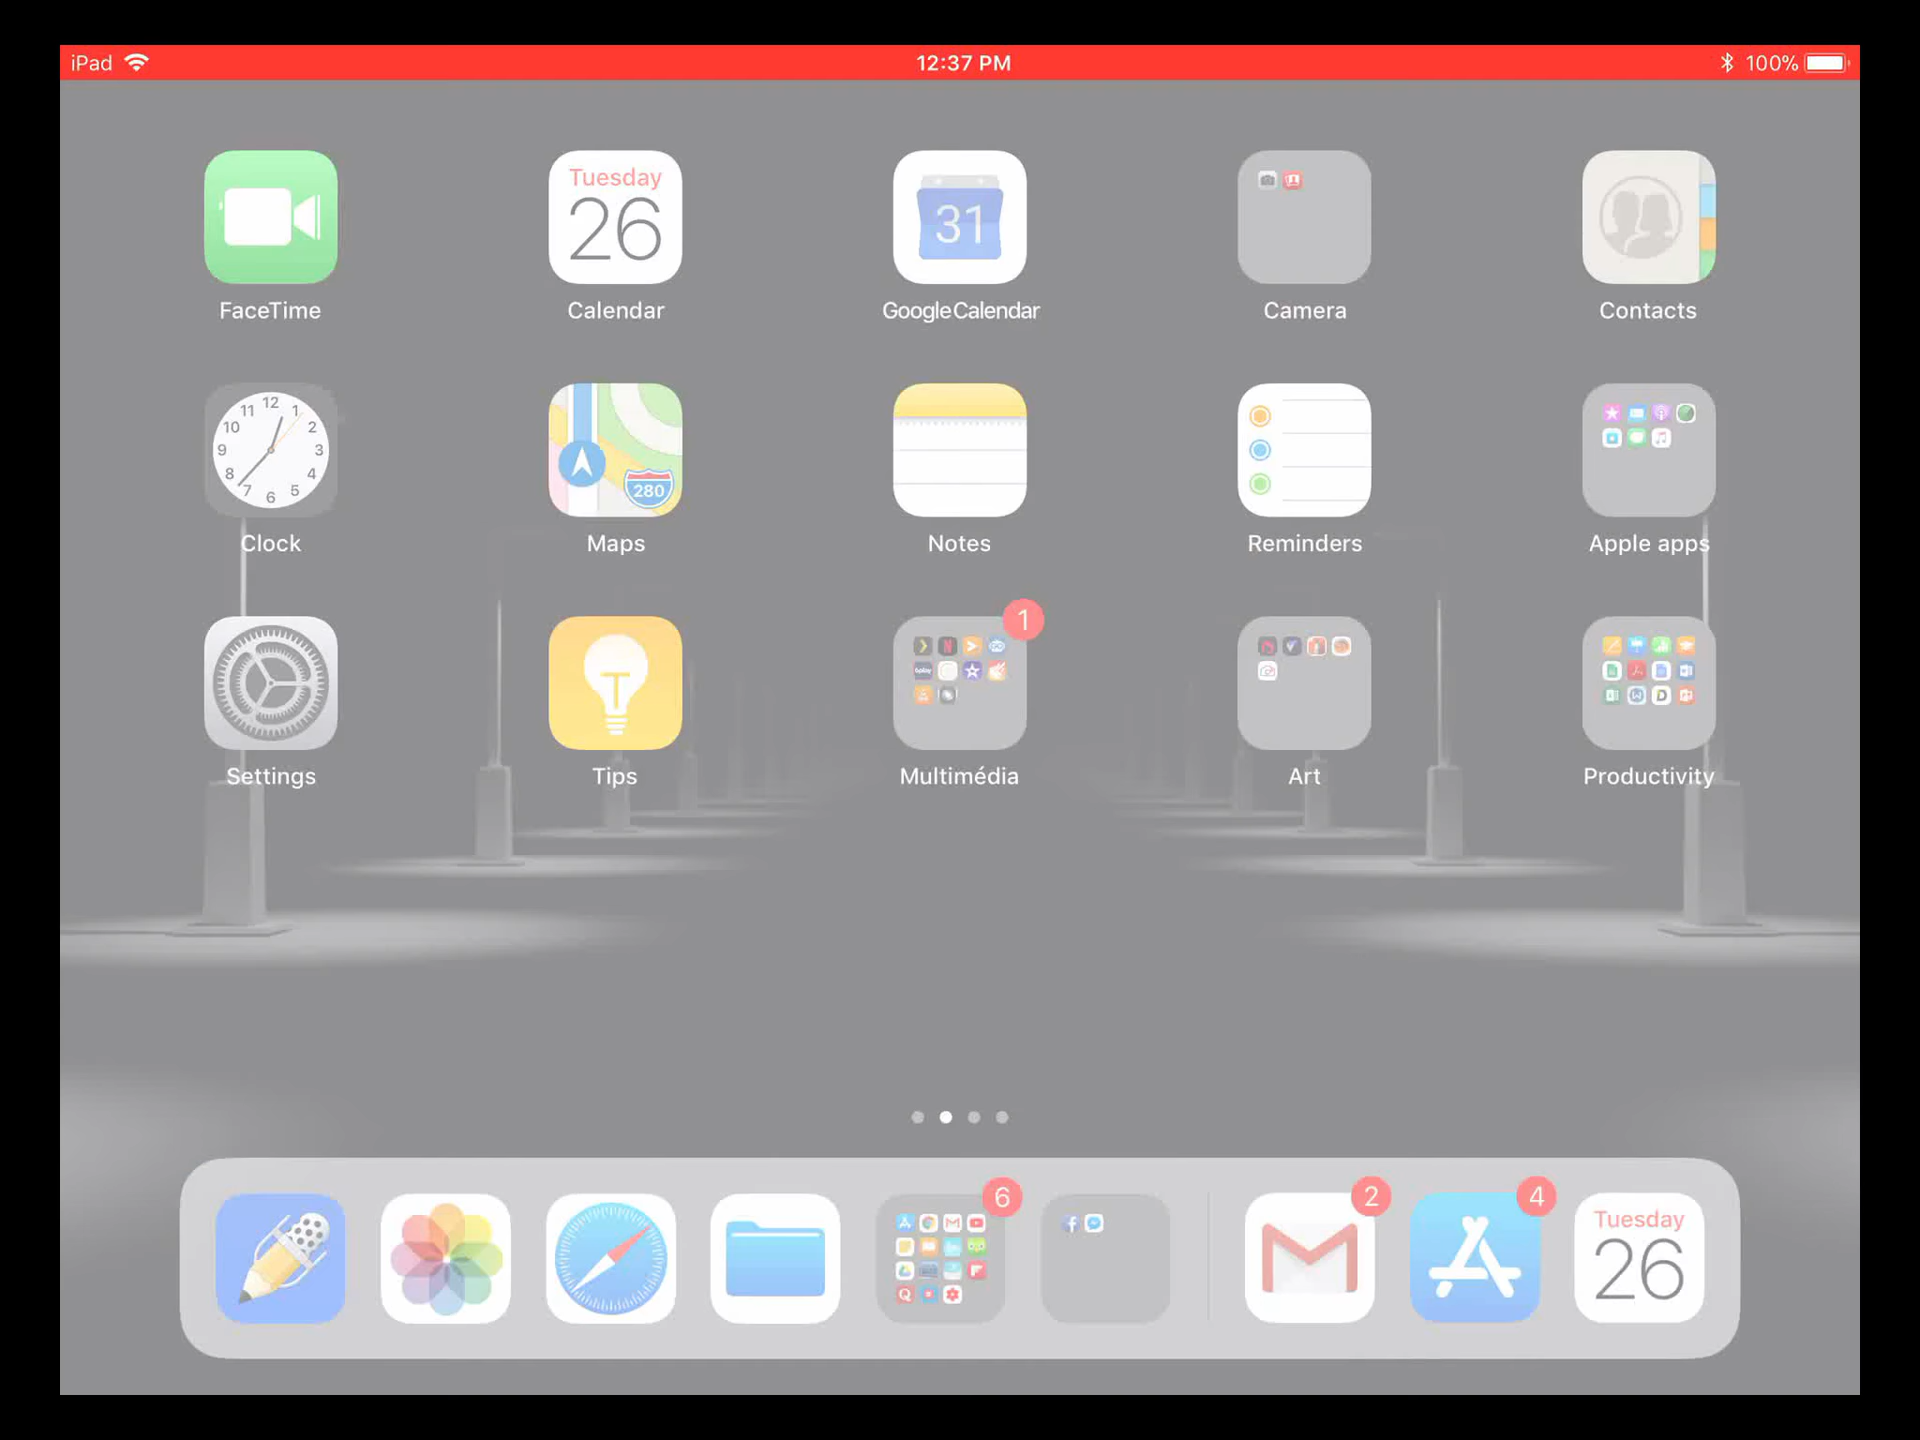 iPad
12:37 PM
100%
Tuesday
26
31
FaceTime
Calendar
GoogleCalendar
Camera
Contacts
12
1
2
3
4
5
6
7
8
9
10
11
280
Clock
Maps
Notes
Reminders
Apple apps
1
Settings
Tips
Multimédia
Art
Productivity
6
2
4
Tuesday
26